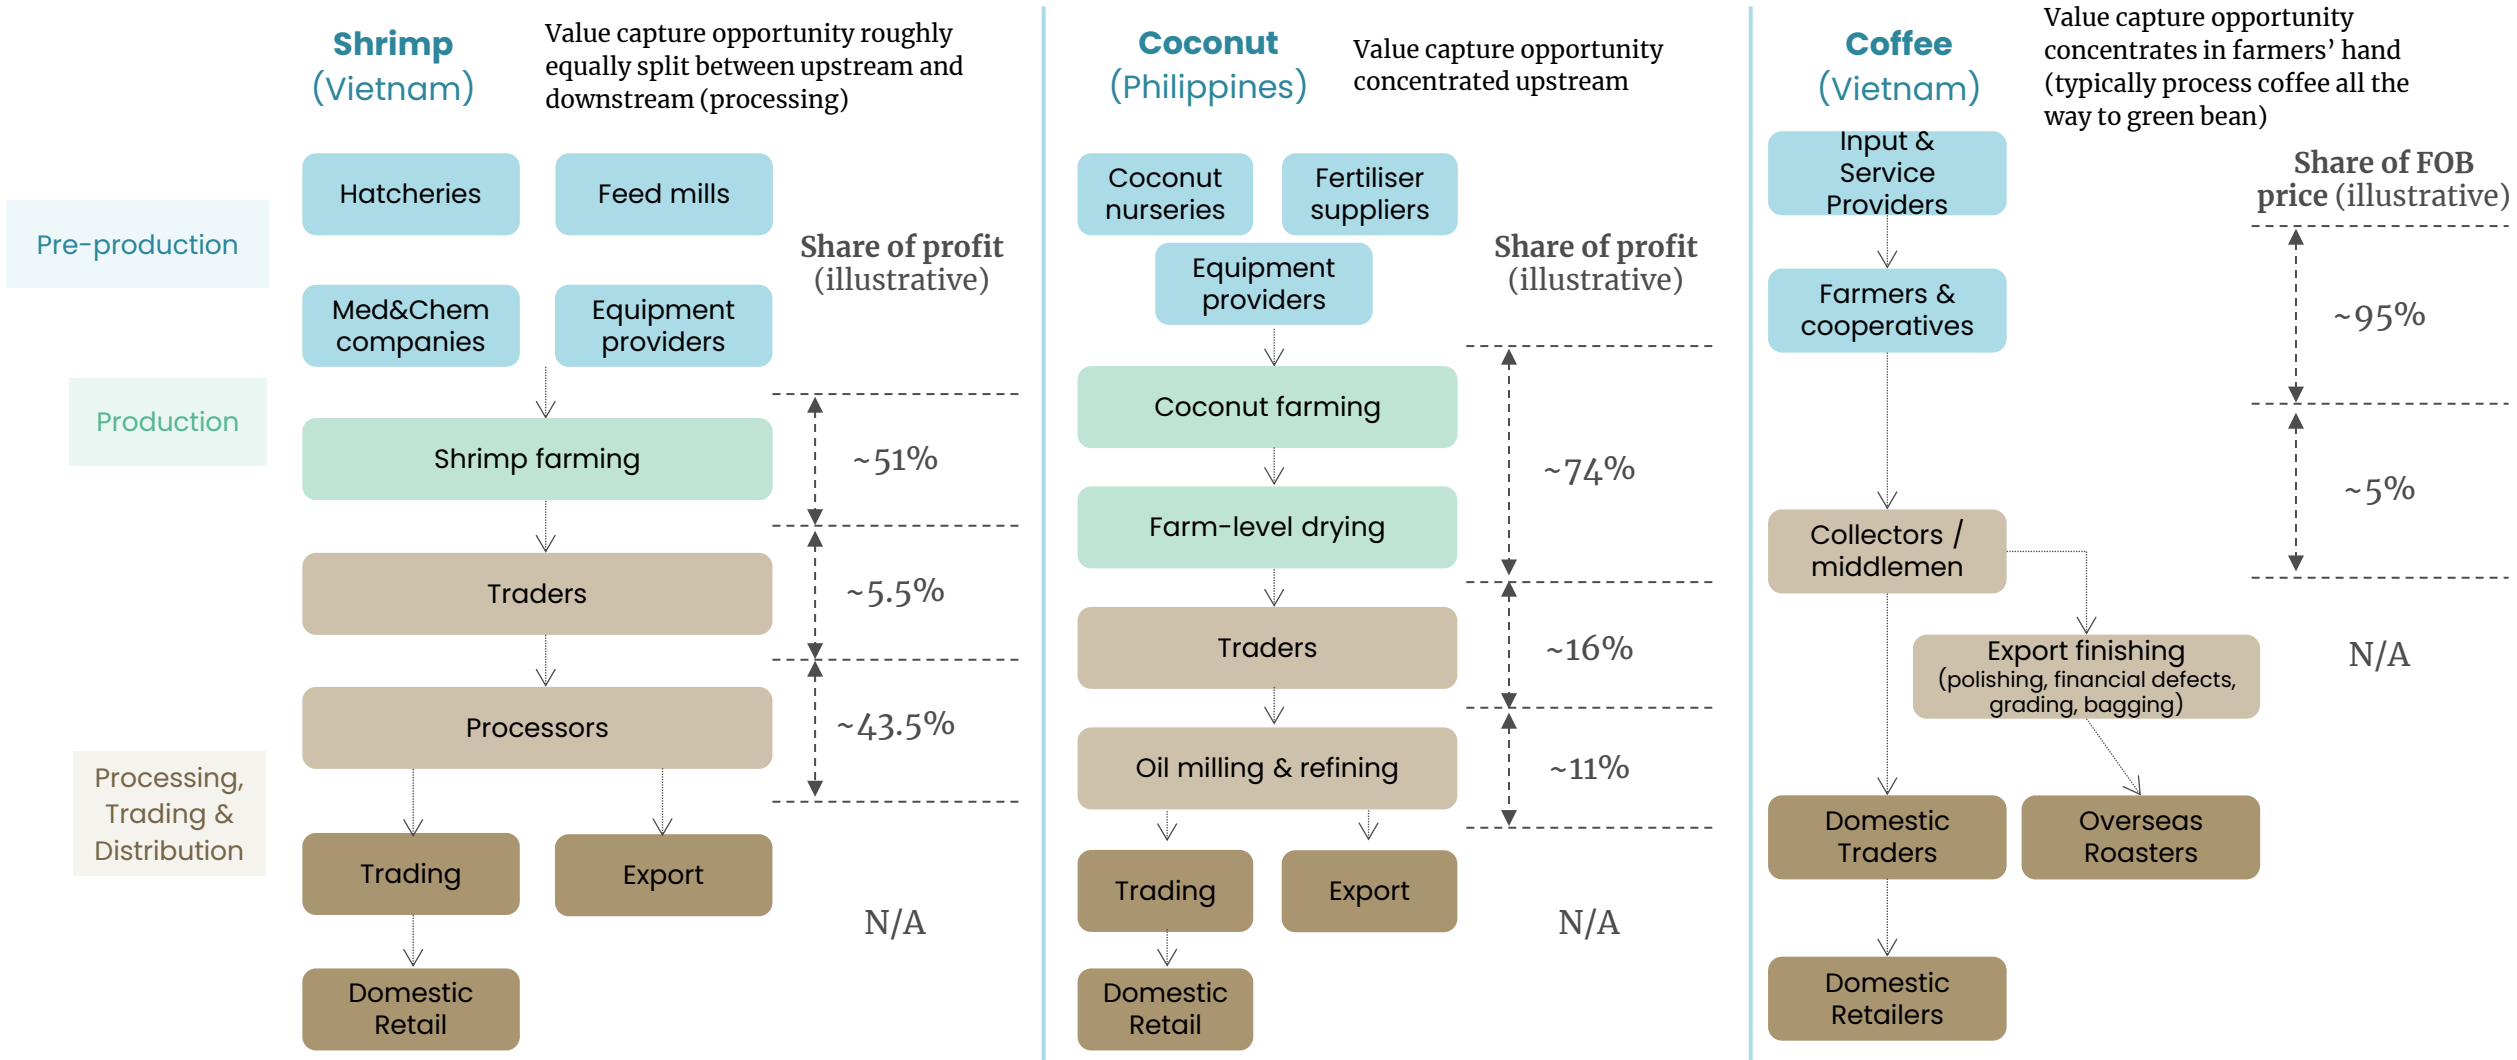 Pre-production
Production
Processing,
Trading &
Distribution
Shrimp
(Vietnam)
Value capture opportunity roughly
equally split between upstream and
downstream (processing)
Hatcheries
Feed mills
Med&Chem
companies
Equipment
providers
Share of profit
(illustrative)
Shrimp farming
~51%
Traders
~5.5%
Processors
~43.5%
Trading
Export
N/A
Domestic
Retail
Coconut
(Philippines)
Value capture opportunity
concentrated upstream
Coconut
nurseries
Fertiliser
suppliers
Equipment
providers
Share of profit
(illustrative)
Coconut farming
Farm-level drying
~74%
Traders
~16%
Oil milling & refining
~11%
Trading
Export
N/A
Domestic
Retail
Coffee
(Vietnam)
Value capture opportunity
concentrates in farmers’ hand
(typically process coffee all the
way to green bean)
Input &
Service
Providers
Share of FOB
price (illustrative)
Farmers &
cooperatives
~95%
~5%
Collectors /
middlemen
Export finishing
(polishing, financial defects,
grading, bagging)
N/A
Domestic
Traders
Overseas
Roasters
Domestic
Retailers